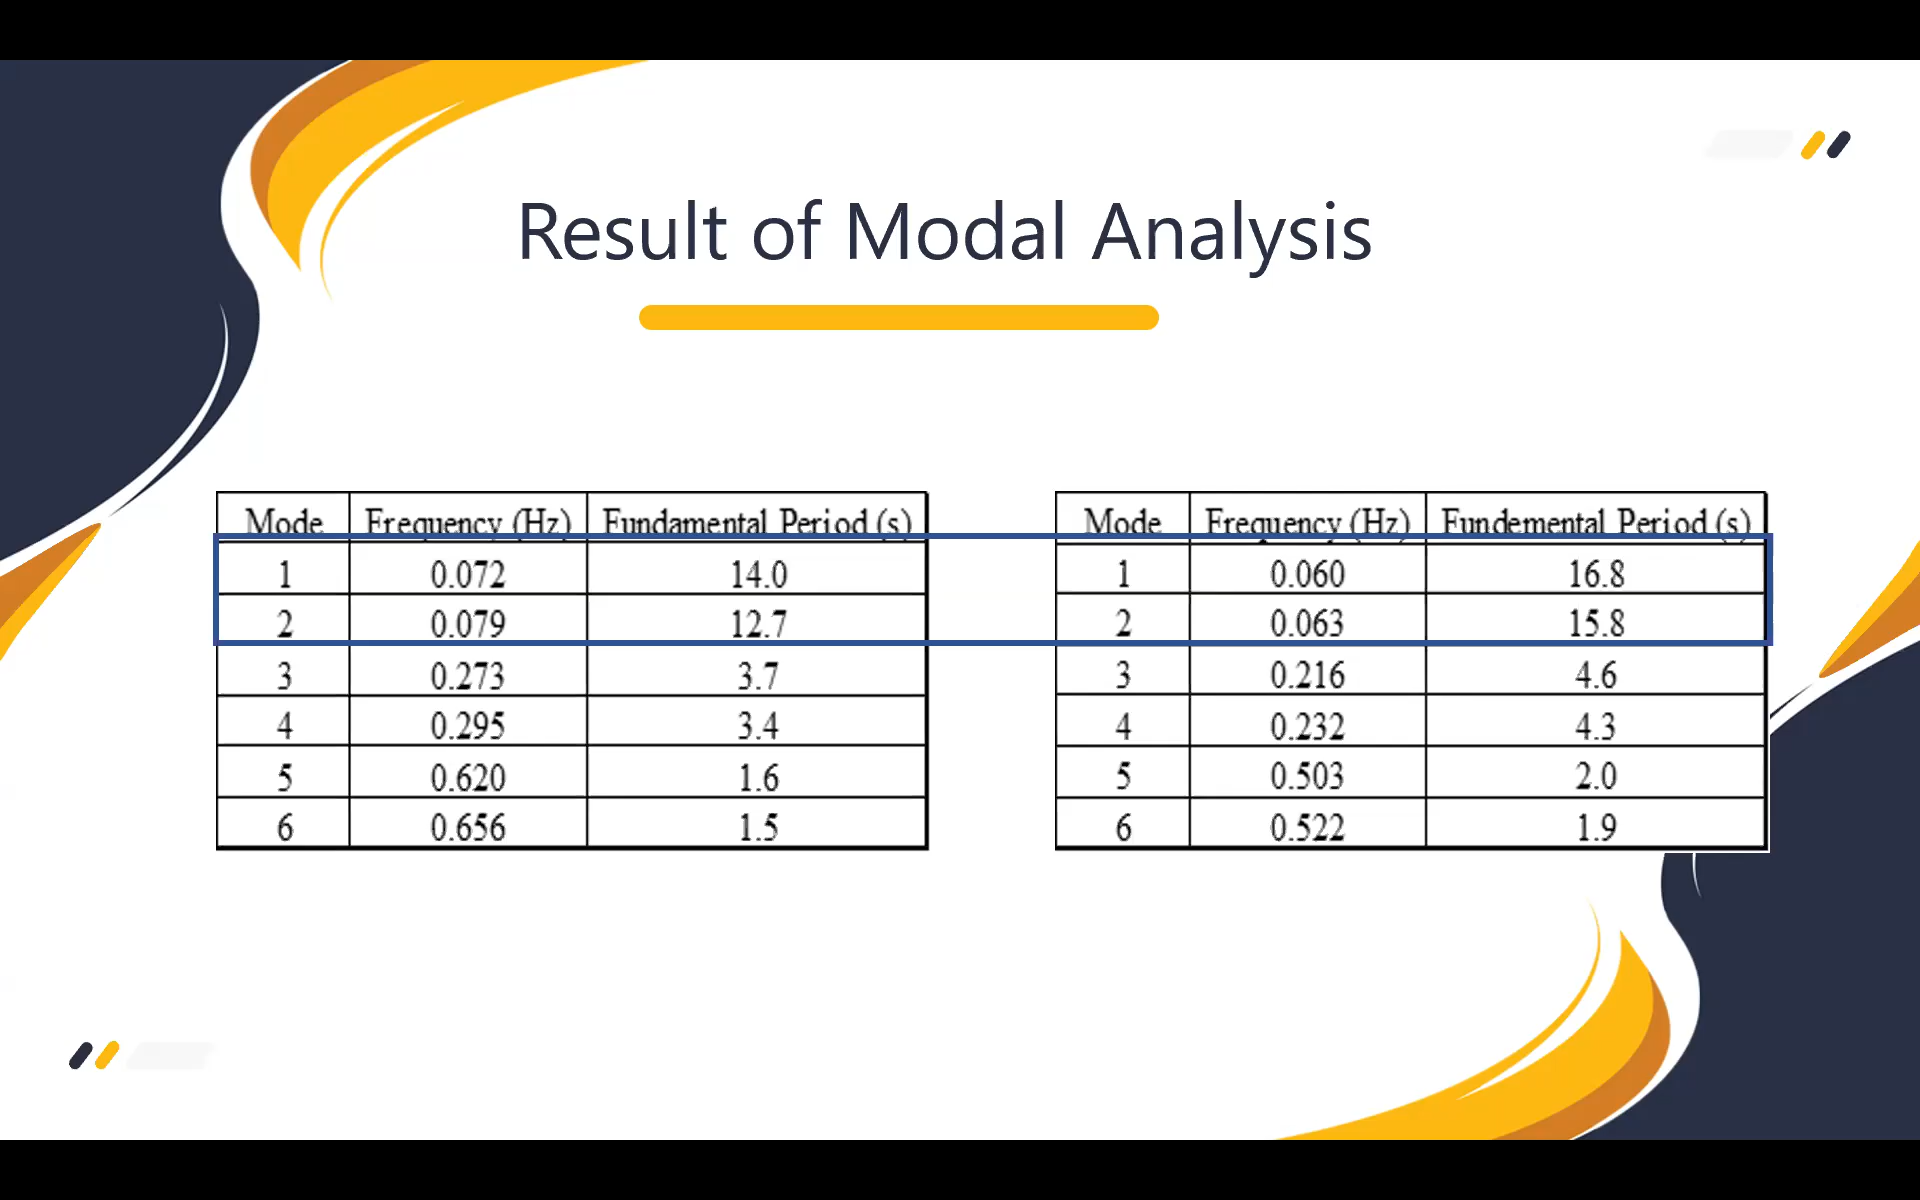 Result of Modal Analysis
Mode Frequency (Hz) Fundamental Period (s)
1 0.072 14.0
2 0.079 12.7
3 0.273 3.7
4 0.295 3.4
5 0.620 1.6
6 0.656 1.5
Mode Frequency (Hz) Fundemental Period (s)
1 0.060 16.8
2 0.063 15.8
3 0.216 4.6
4 0.232 4.3
5 0.503 2.0
6 0.522 1.9